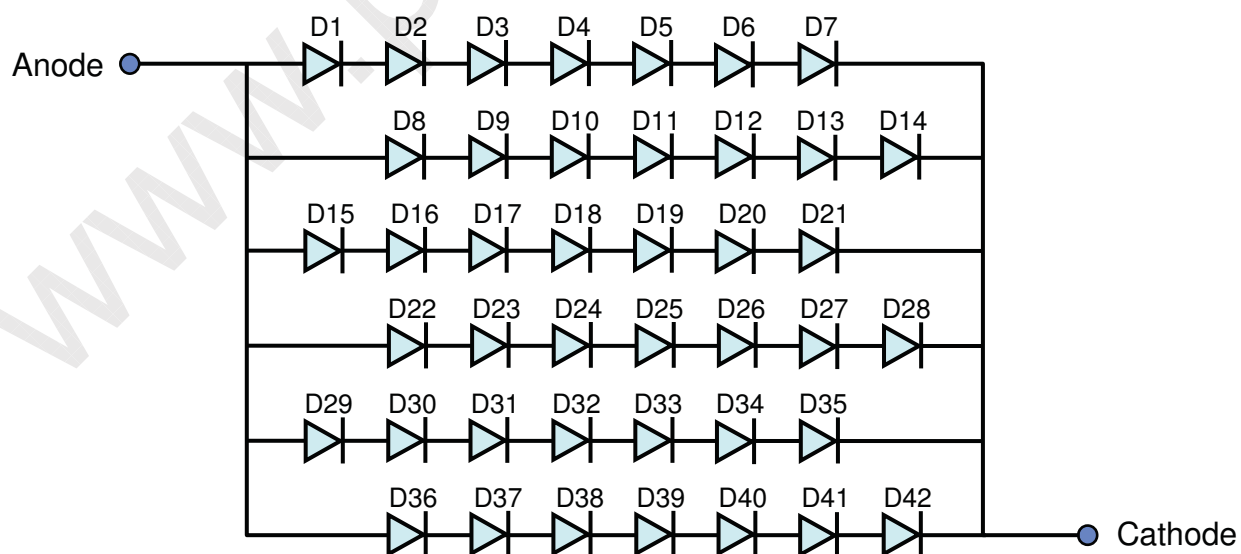 D1 D2 D3 D4 D5 D6 D7
Anode
D8 D9 D10 D11 D12 D13 D14
D15 D16 D17 D18 D19 D20 D21
D22 D23 D24 D25 D26 D27 D28
D29 D30 D31 D32 D33 D34 D35
D36 D37 D38 D39 D40 D41 D42
Cathode
www.